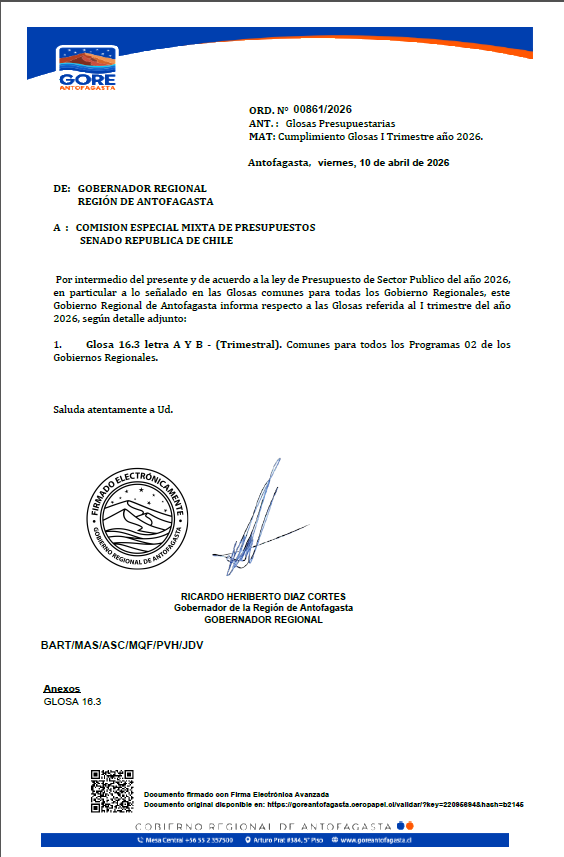 GORE
ANTOFAGASTA
ORD. N° 00861/2026
ANT. : Glosas Presupuestarias
MAT: Cumplimiento Glosas I Trimestre año 2026.
Antofagasta, viernes, 10 de abril de 2026
DE: GOBERNADOR REGIONAL
REGIÓN DE ANTOFAGASTA
A : COMISION ESPECIAL MIXTA DE PRESUPUESTOS
SENADO REPUBLICA DE CHILE
Por intermedio del presente y de acuerdo a la ley de Presupuesto de Sector Publico del año 2026,
en particular a lo señalado en las Glosas comunes para todas los Gobierno Regionales, este
Gobierno Regional de Antofagasta informa respecto a las Glosas referida al I trimestre del año
2026, según detalle adjunto:
1. Glosa 16.3 letra A Y B - (Trimestral). Comunes para todos los Programas 02 de los
Gobiernos Regionales.
Saluda atentamente a Ud.
FIRMADO ELECTRÓNICAMENTE
GOBIERNO REGIONAL DE ANTOFAGASTA
RICARDO HERIBERTO DIAZ CORTES
Gobernador de la Región de Antofagasta
GOBERNADOR REGIONAL
BART/MAS/ASC/MQF/PVH/JDV
Anexos
GLOSA 16.3
Documento firmado con Firma Electrónica Avanzada
Documento original disponible en: https://goreantofagasta.ceropapel.cl/validar/?key=22095694&hash=b2145
GOBIERNO REGIONAL DE ANTOFAGASTA
Mesa Central +56 55 2 357500 Arturo Prat #384, 5° Piso www.goreantofagasta.cl